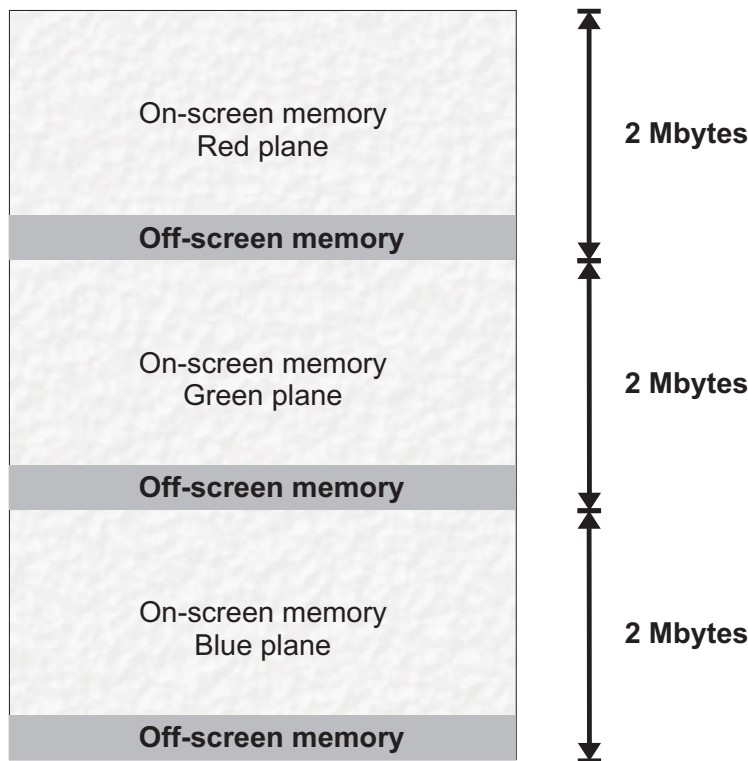 On-screen memory
Red plane
2 Mbytes
Off-screen memory
On-screen memory
Green plane
2 Mbytes
Off-screen memory
On-screen memory
Blue plane
2 Mbytes
Off-screen memory